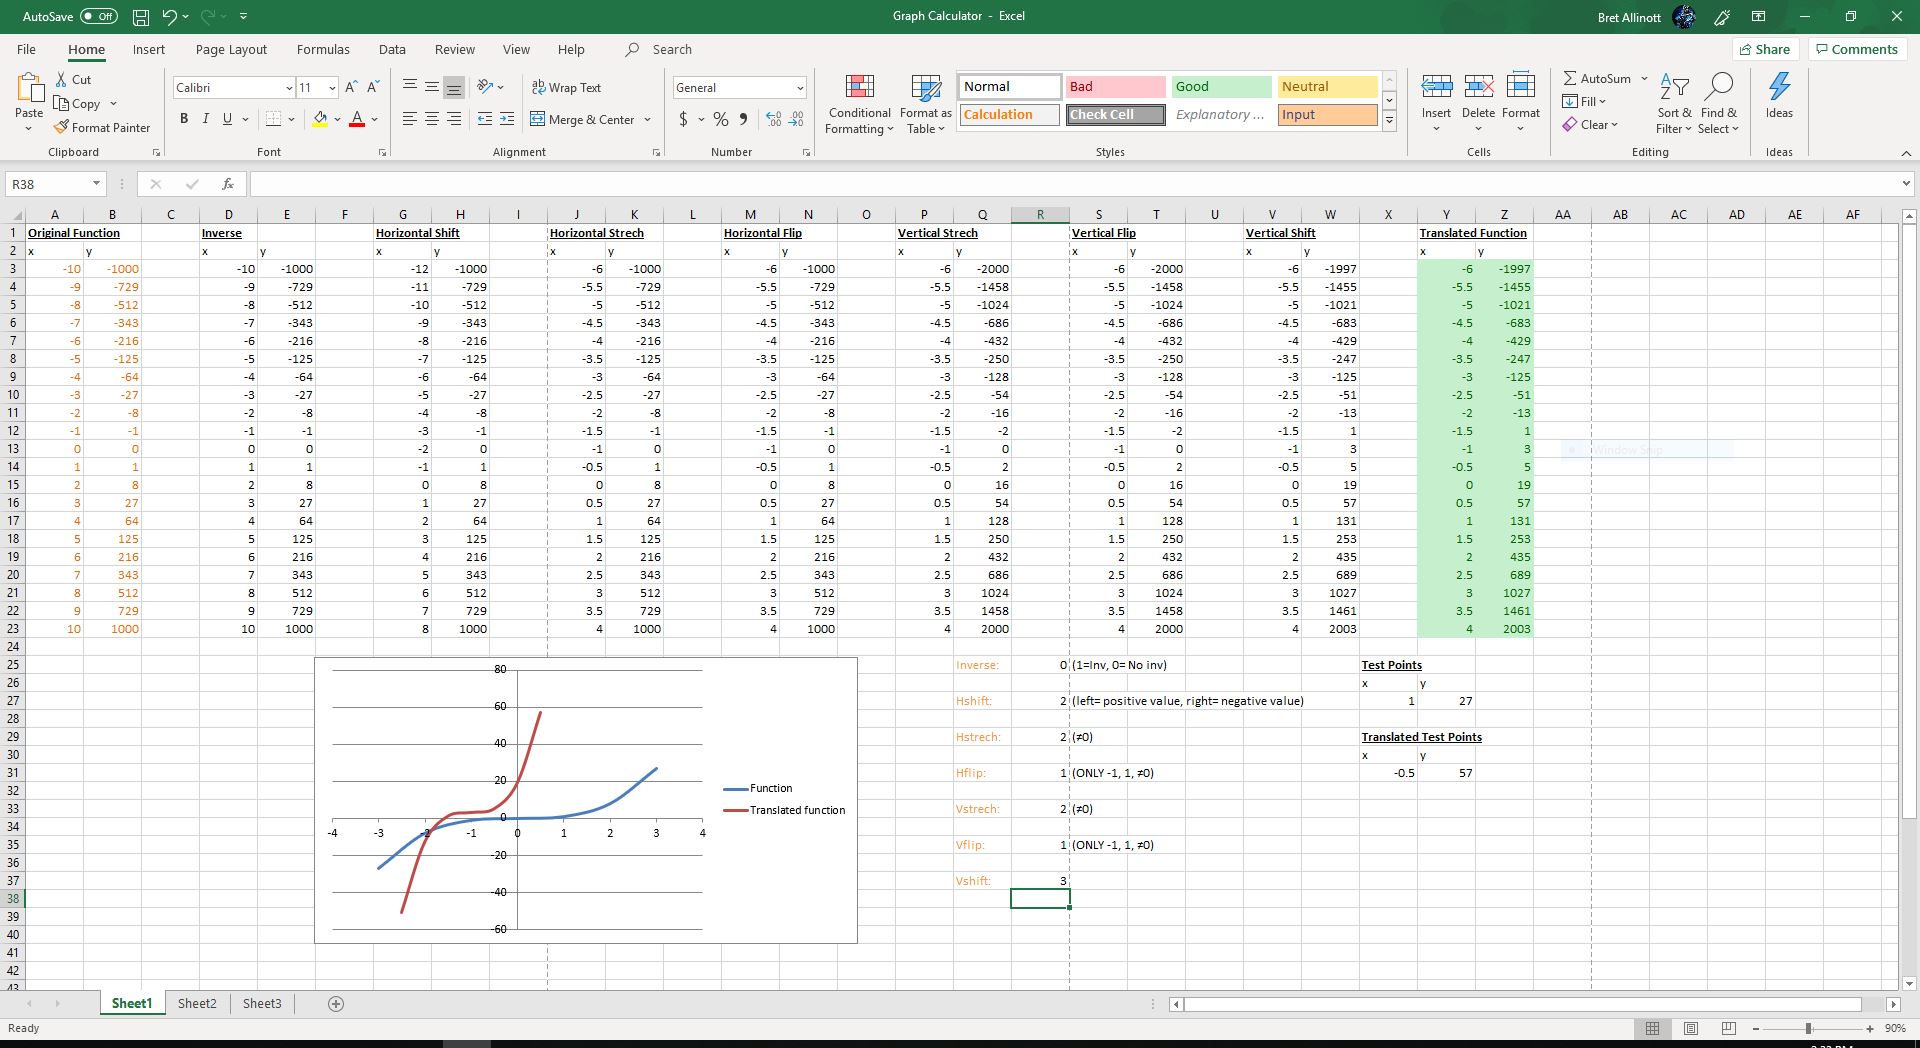 AutoSave Off
Graph Calculator - Excel
Bret Allinott
File Home Insert Page Layout Formulas Data Review View Help Search
Share Comments
Paste
Cut
Copy
Format Painter
Clipboard
Calibri 11
B I U
Font
Wrap Text
Merge & Center
Alignment
General
$ % 9
Number
Conditional Formatting
Format as Table
Normal Bad Good Neutral
Calculation Check Cell Explanatory ... Input
Styles
Insert Delete Format
Cells
AutoSum
Fill
Clear
Sort & Filter
Find & Select
Editing
Ideas
Ideas
R38
fx
A B C D E F G H I J K L M N O P Q R S T U V W X Y Z AA AB AC AD AE AF
1 Original Function Inverse Horizontal Shift Horizontal Strech Horizontal Flip Vertical Strech Vertical Flip Vertical Shift Translated Function
2 x y x y x y x y x y x y x y x y x y
3 -10 -1000 -10 -1000 -12 -1000 -6 -1000 -6 -1000 -6 -2000 -6 -2000 -6 -1997 -6 -1997
4 -9 -729 -9 -729 -11 -729 -5.5 -729 -5.5 -729 -5.5 -1458 -5.5 -1458 -5.5 -1455 -5.5 -1455
5 -8 -512 -8 -512 -10 -512 -5 -512 -5 -512 -5 -1024 -5 -1024 -5 -1021 -5 -1021
6 -7 -343 -7 -343 -9 -343 -4.5 -343 -4.5 -343 -4.5 -686 -4.5 -686 -4.5 -683 -4.5 -683
7 -6 -216 -6 -216 -8 -216 -4 -216 -4 -216 -4 -432 -4 -432 -4 -429 -4 -429
8 -5 -125 -5 -125 -7 -125 -3.5 -125 -3.5 -125 -3.5 -250 -3.5 -250 -3.5 -247 -3.5 -247
9 -4 -64 -4 -64 -6 -64 -3 -64 -3 -64 -3 -128 -3 -128 -3 -125 -3 -125
10 -3 -27 -3 -27 -5 -27 -2.5 -27 -2.5 -27 -2.5 -54 -2.5 -54 -2.5 -51 -2.5 -51
11 -2 -8 -2 -8 -4 -8 -2 -8 -2 -8 -2 -16 -2 -16 -2 -13 -2 -13
12 -1 -1 -1 -1 -3 -1 -1.5 -1 -1.5 -1 -1.5 -2 -1.5 -2 -1.5 1 -1.5 1
13 0 0 0 0 -2 0 -1 0 -1 0 -1 0 -1 0 -1 3 -1 3
Window Snip
14 1 1 1 1 -1 1 -0.5 1 -0.5 1 -0.5 2 -0.5 2 -0.5 5 -0.5 5
15 2 8 2 8 0 8 0 8 0 8 0 16 0 16 0 19 0 19
16 3 27 3 27 1 27 0.5 27 0.5 27 0.5 54 0.5 54 0.5 57 0.5 57
17 4 64 4 64 2 64 1 64 1 64 1 128 1 128 1 131 1 131
18 5 125 5 125 3 125 1.5 125 1.5 125 1.5 250 1.5 250 1.5 253 1.5 253
19 6 216 6 216 4 216 2 216 2 216 2 432 2 432 2 435 2 435
20 7 343 7 343 5 343 2.5 343 2.5 343 2.5 686 2.5 686 2.5 689 2.5 689
21 8 512 8 512 6 512 3 512 3 512 3 1024 3 1024 3 1027 3 1027
22 9 729 9 729 7 729 3.5 729 3.5 729 3.5 1458 3.5 1458 3.5 1461 3.5 1461
23 10 1000 10 1000 8 1000 4 1000 4 1000 4 2000 4 2000 4 2003 4 2003
24
25 Inverse: 0 (1=Inv, 0= No inv) Test Points
26 x y
27 Hshift: 2 (left= positive value, right= negative value) 1 27
28
29 Hstrech: 2 (≠0) Translated Test Points
30 x y
31 Hflip: 1 (ONLY -1, 1, ≠0) -0.5 57
32
33 Vstrech: 2 (≠0)
34
35 Vflip: 1 (ONLY -1, 1, ≠0)
36
37 Vshift: 3
38
39
40
41
42
43
80
60
40
20
0
-4 -3 -2 -1 0 1 2 3 4
-20
-40
-60
Function
Translated function
Sheet1 Sheet2 Sheet3
Ready
90%